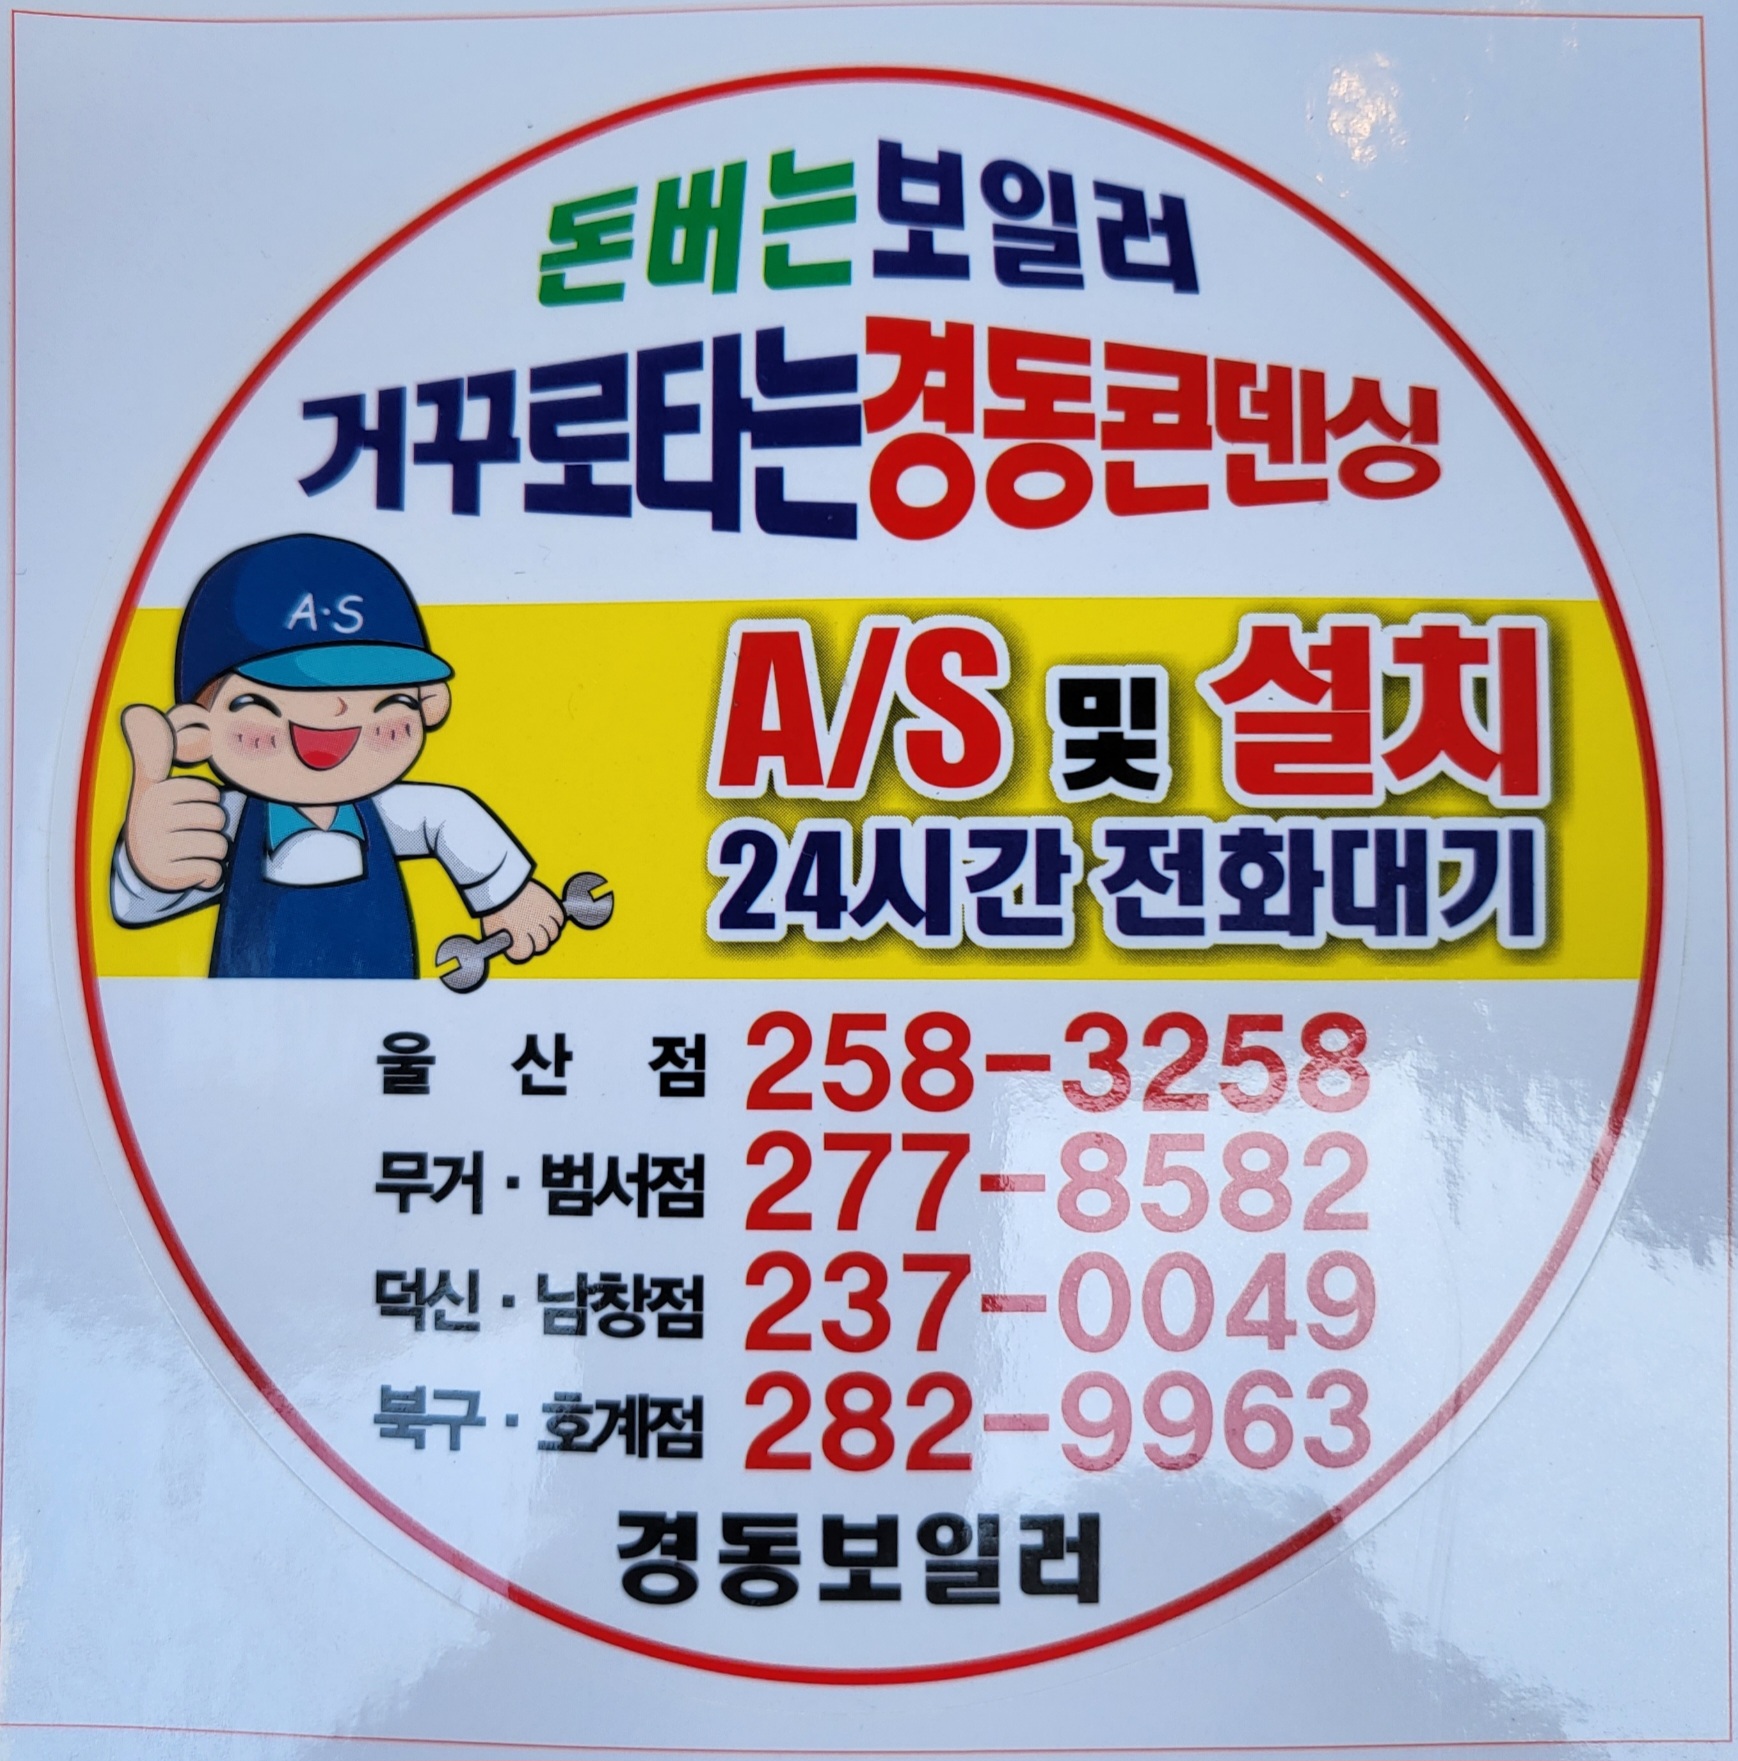 돈버는보일러
거꾸로타는경동콘덴싱
A·S
A/S 및 설치
24시간 전화대기
울 산 점 258-3258
무거·범서점 277-8582
덕신·남창점 237-0049
북구·호계점 282-9963
경동보일러